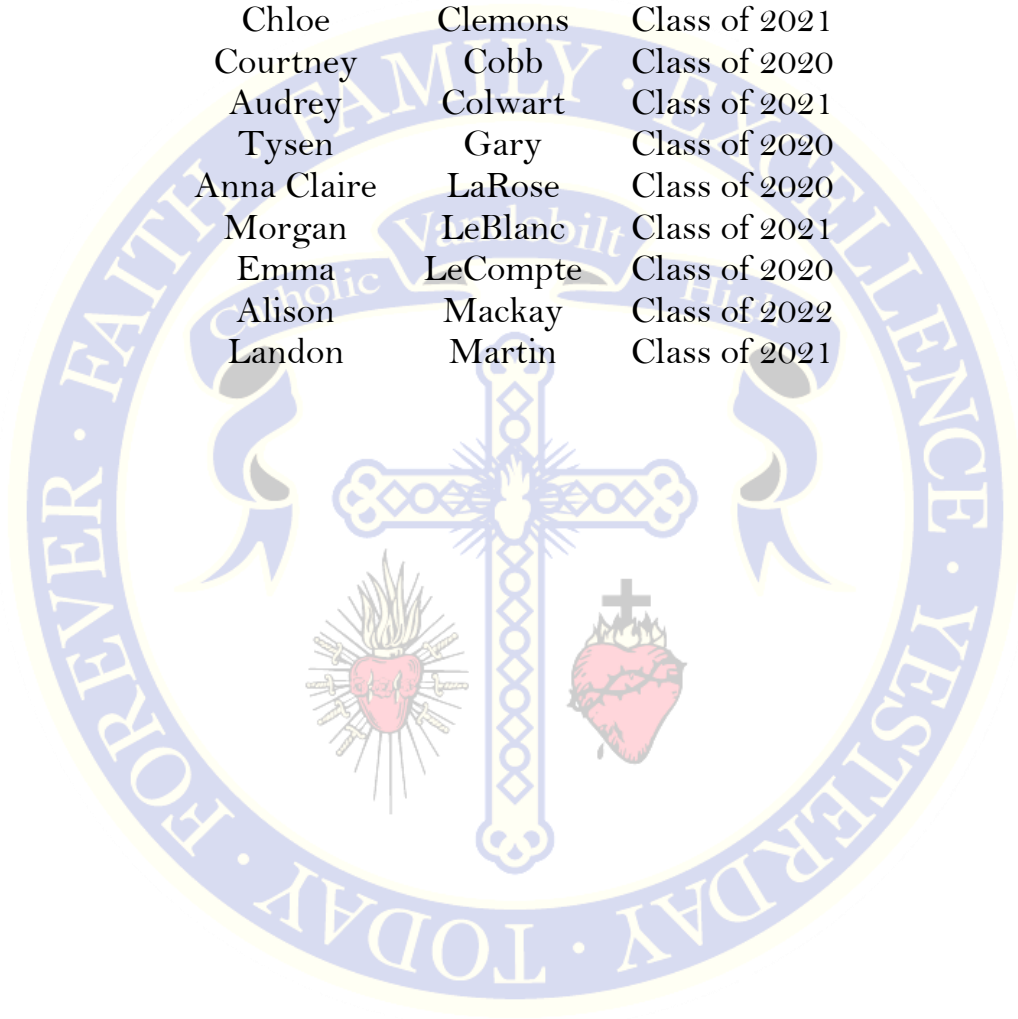 Chloe Clemons Class of 2021
Courtney Cobb Class of 2020
Audrey Colwart Class of 2021
Tysen Gary Class of 2020
Anna Claire LaRose Class of 2020
Morgan LeBlanc Class of 2021
Emma LeCompte Class of 2020
Alison Mackay Class of 2022
Landon Martin Class of 2021
FAITH · FAMILY · EXCELLENCE · YESTERDAY · TODAY · FOREVER ·
Vandebilt
Catholic High